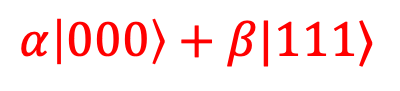 𝛼|000⟩ + 𝛽|111⟩